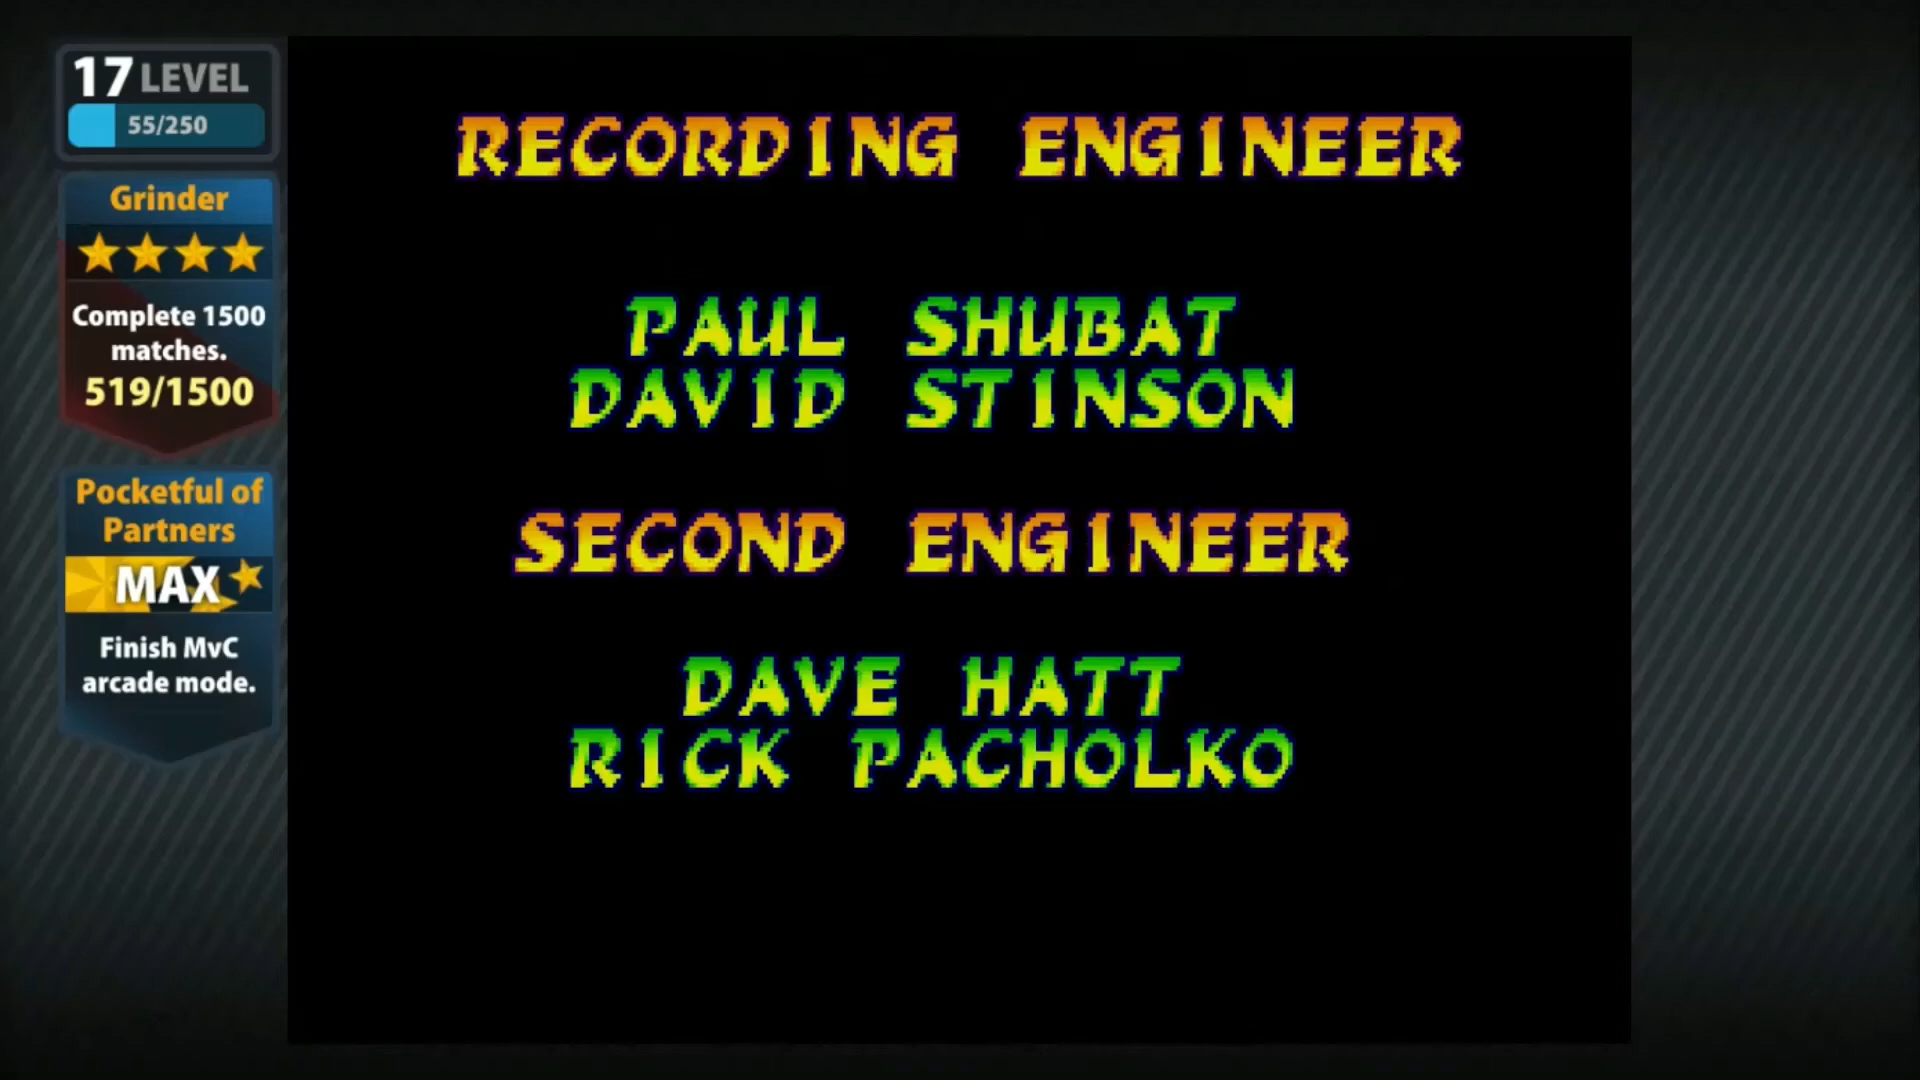 17 LEVEL
55/250
Grinder
Complete 1500
matches.
519/1500
Pocketful of
Partners
MAX
Finish MvC
arcade mode.
RECORDING ENGINEER
PAUL SHUBAT
DAVID STINSON
SECOND ENGINEER
DAVE HATT
RICK PACHOLKO